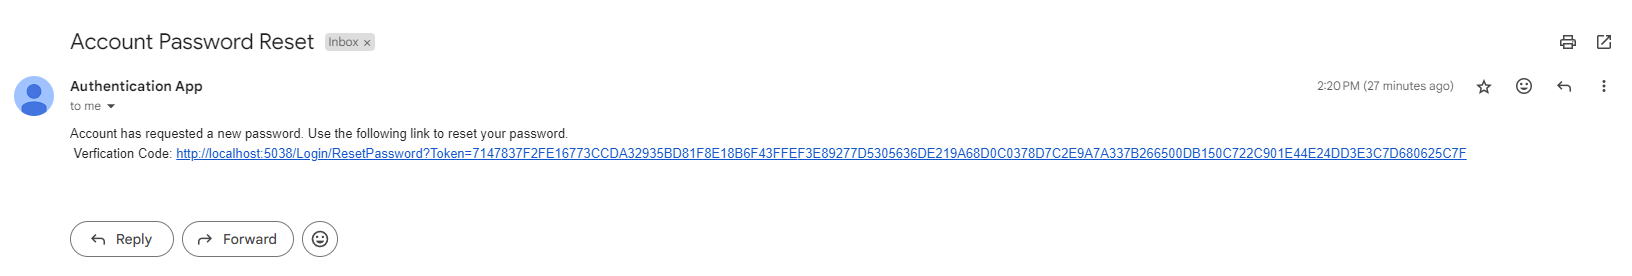 Account Password Reset Inbox ×
Authentication App 2:20 PM (27 minutes ago)
to me
Account has requested a new password. Use the following link to reset your password.
Verfication Code: http://localhost:5038/Login/ResetPassword?Token=7147837F2FE16773CCDA32935BD81F8E18B6F43FFEF3E89277D5305636DE219A68D0C0378D7C2E9A7A337B266500DB150C722C901E44E24DD3E3C7D680625C7F
Reply Forward